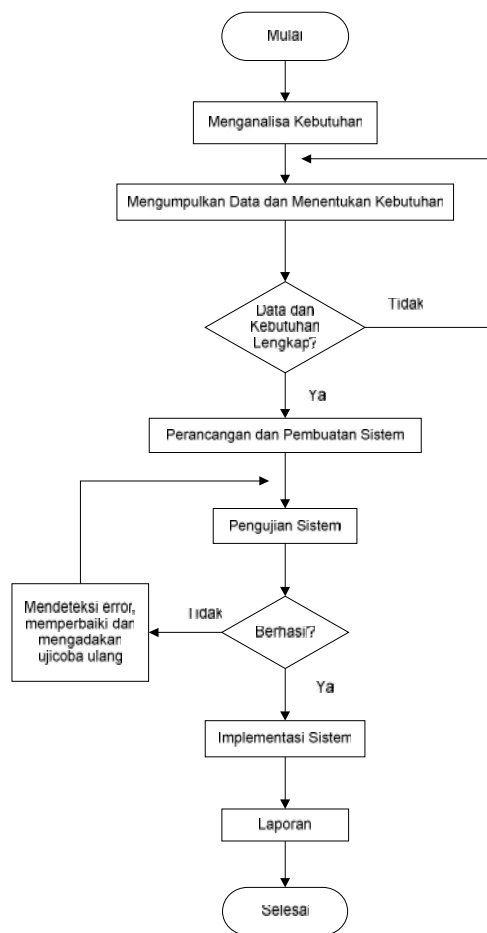 Mulai
Menganalisa Kebutuhan
Mengumpulkan Data dan Menentukan Kebutuhan
Data dan
Kebutuhan
Lengkap?
Tidak
Ya
Perancangan dan Pembuatan Sistem
Pengujian Sistem
Mendeteksi error,
memperbaiki dan
mengadakan
ujicoba ulang
Tidak
Berhasil?
Ya
Implementasi Sistem
Laporan
Selesai